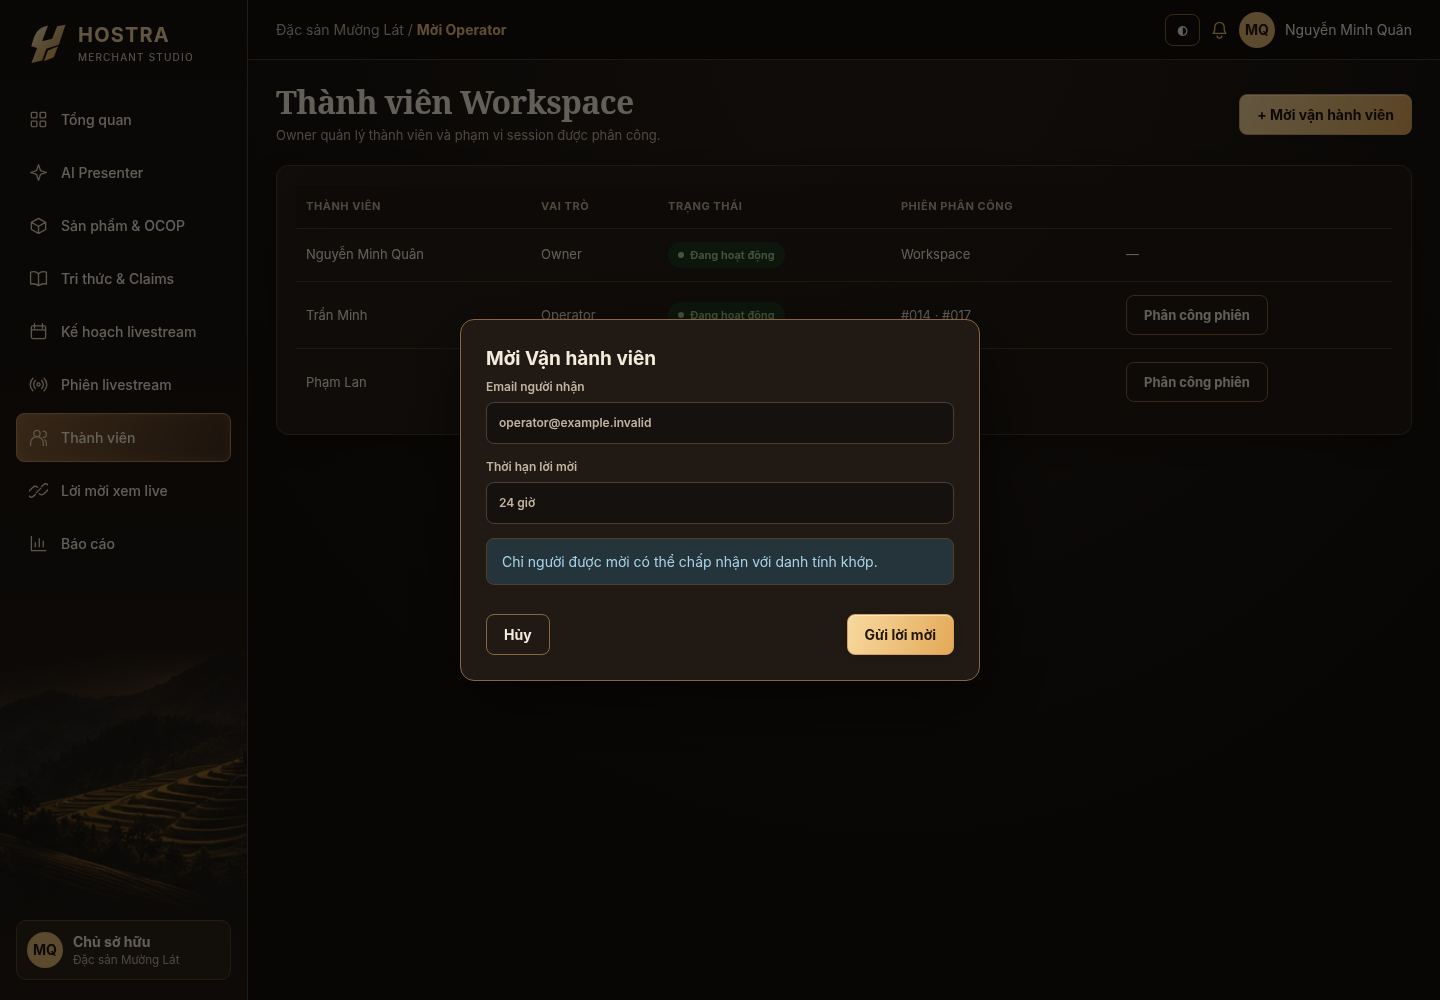 HOSTRA
MERCHANT STUDIO
Tổng quan
AI Presenter
Sản phẩm & OCOP
Tri thức & Claims
Kế hoạch livestream
Phiên livestream
Thành viên
Lời mời xem live
Báo cáo
MQ
Chủ sở hữu
Đặc sản Mường Lát
Đặc sản Mường Lát / Mời Operator
MQ
Nguyễn Minh Quân
Thành viên Workspace
Owner quản lý thành viên và phạm vi session được phân công.
+ Mời vận hành viên
THÀNH VIÊN VAI TRÒ TRẠNG THÁI PHIÊN PHÂN CÔNG
Nguyễn Minh Quân Owner Đang hoạt động Workspace —
Trần Minh Operator Đang hoạt động #014 · #017 Phân công phiên
Phạm Lan Phân công phiên
Mời Vận hành viên
Email người nhận
operator@example.invalid
Thời hạn lời mời
24 giờ
Chỉ người được mời có thể chấp nhận với danh tính khớp.
Hủy
Gửi lời mời